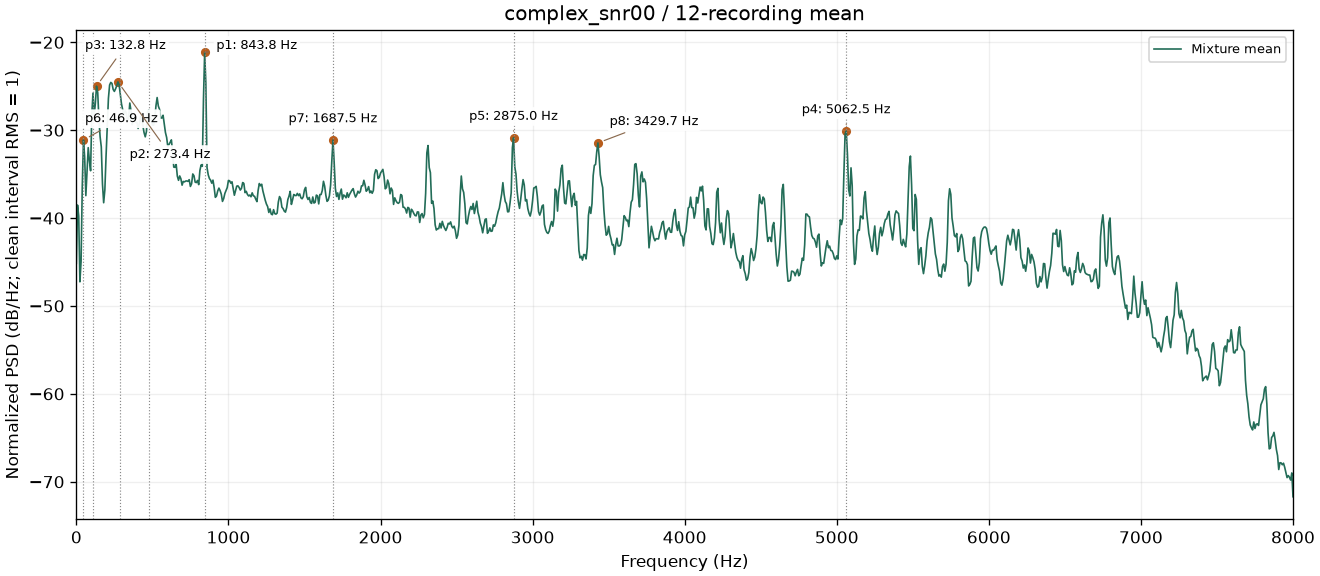 complex_snr00 / 12-recording mean
Normalized PSD (dB/Hz; clean interval RMS = 1)
−20
−30
−40
−50
−60
−70
p3: 132.8 Hz
p1: 843.8 Hz
p6: 46.9 Hz
p2: 273.4 Hz
p7: 1687.5 Hz
p5: 2875.0 Hz
p8: 3429.7 Hz
p4: 5062.5 Hz
Mixture mean
0 1000 2000 3000 4000 5000 6000 7000 8000
Frequency (Hz)